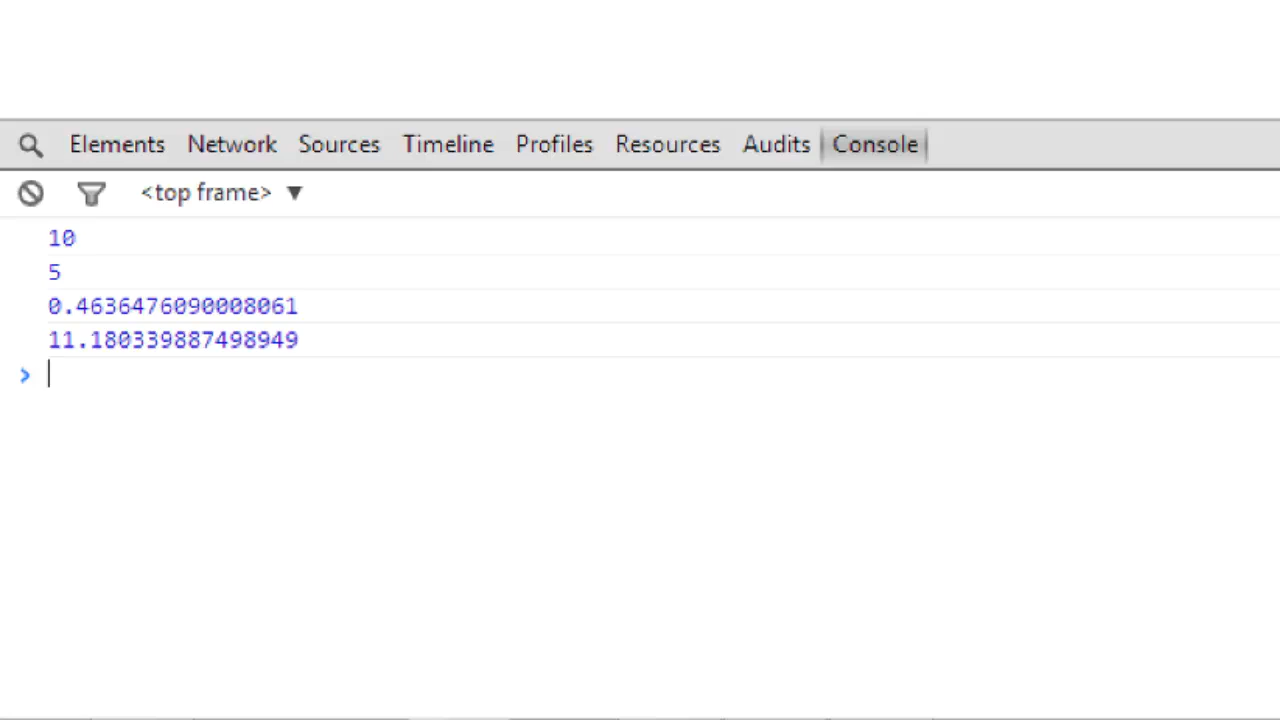 Elements Network Sources Timeline Profiles Resources Audits Console
<top frame> ▼
10
5
0.4636476090008061
11.180339887498949
>